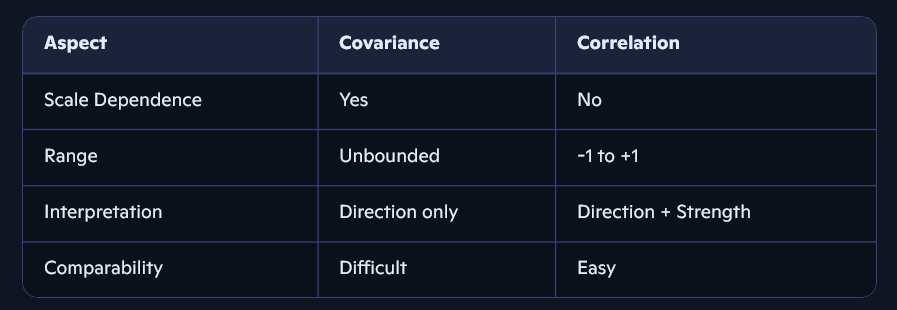 Aspect Covariance Correlation
Scale Dependence Yes No
Range Unbounded -1 to +1
Interpretation Direction only Direction + Strength
Comparability Difficult Easy